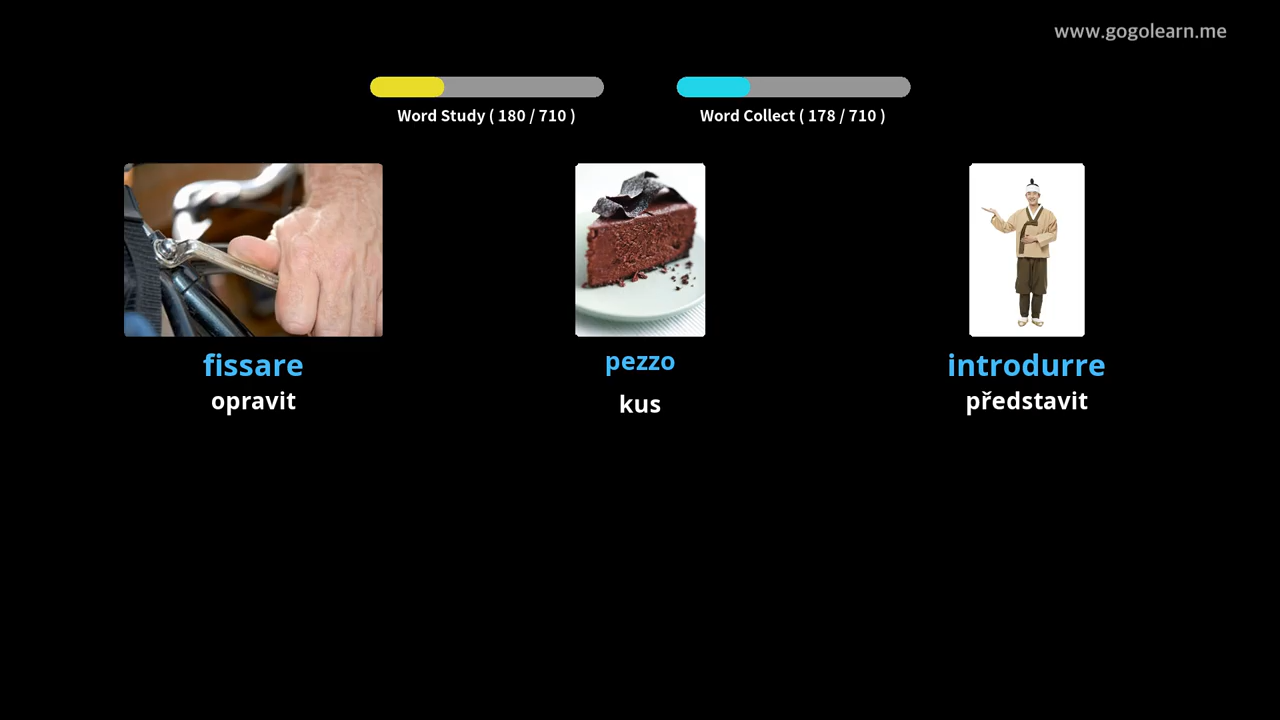 www.gogolearn.me
Word Study ( 180 / 710 )
Word Collect ( 178 / 710 )
fissare
opravit
pezzo
kus
introdurre
představit